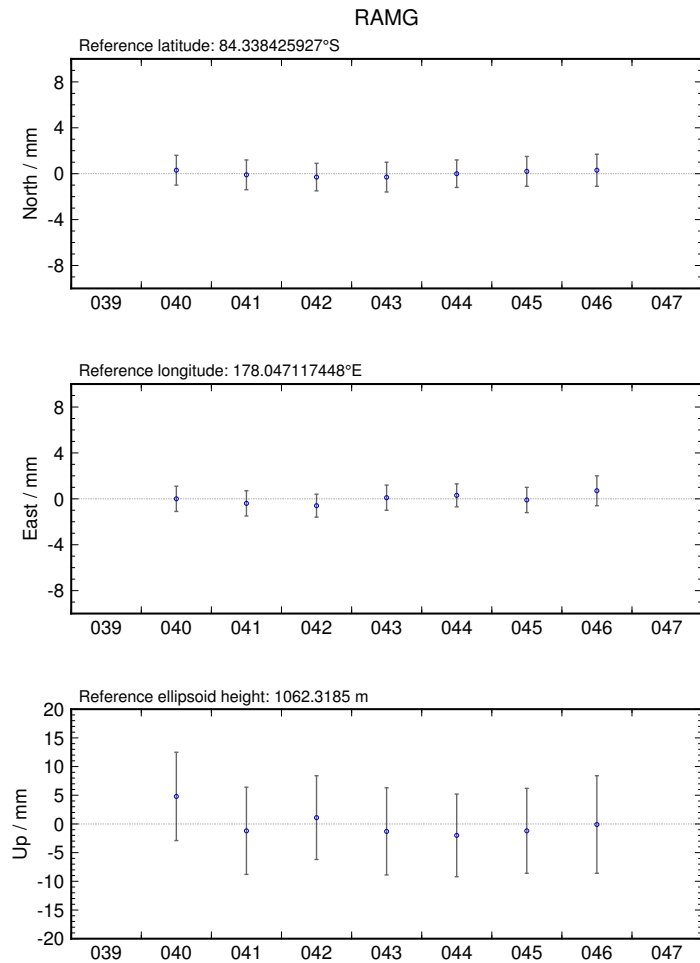 RAMG
Reference latitude: 84.338425927°S
8
4
0
-4
-8
North / mm
039 040 041 042 043 044 045 046 047
Reference longitude: 178.047117448°E
8
4
0
-4
-8
East / mm
039 040 041 042 043 044 045 046 047
Reference ellipsoid height: 1062.3185 m
20
15
10
5
0
-5
-10
-15
-20
Up / mm
039 040 041 042 043 044 045 046 047